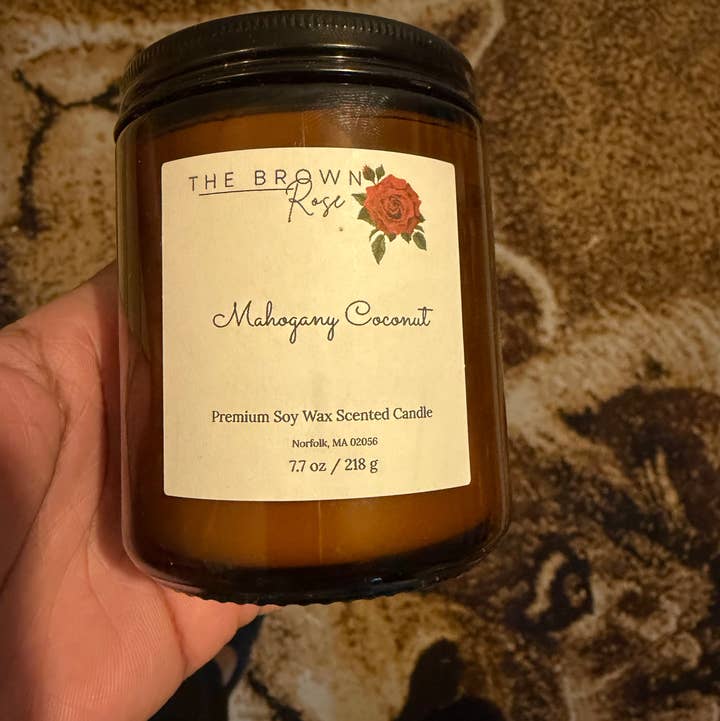 THE BROWN
Rose
Mahogany Coconut
Premium Soy Wax Scented Candle
Norfolk, MA 02056
7.7 oz / 218 g